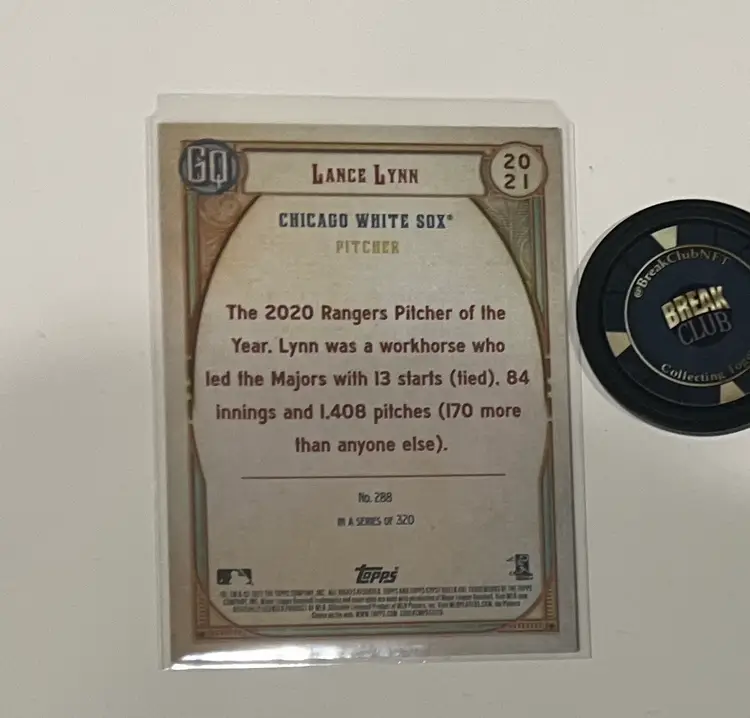 GQ
LANCE LYNN
20
21
CHICAGO WHITE SOX®
PITCHER
The 2020 Rangers Pitcher of the
Year, Lynn was a workhorse who
led the Majors with 13 starts (tied), 84
innings and 1,408 pitches (170 more
than anyone else).
No. 288
IN A SERIES OF 320
Topps
@BreakClubNFT
BREAK
CLUB
Collecting